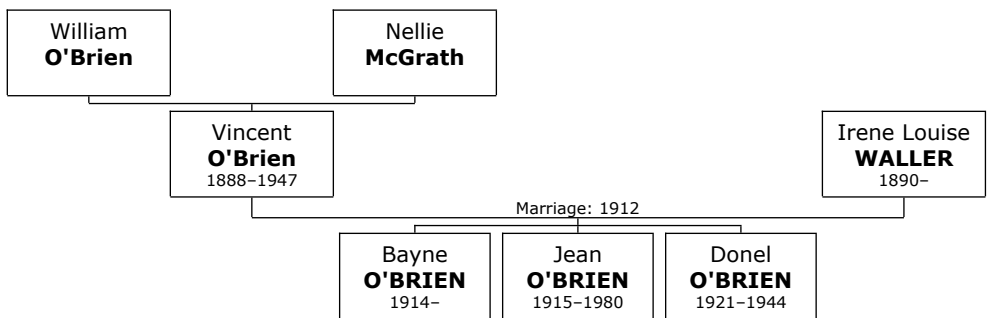 William
O'Brien
Nellie
McGrath
Vincent
O'Brien
1888–1947
Irene Louise
WALLER
1890–
Marriage: 1912
Bayne
O'BRIEN
1914–
Jean
O'BRIEN
1915–1980
Donel
O'BRIEN
1921–1944